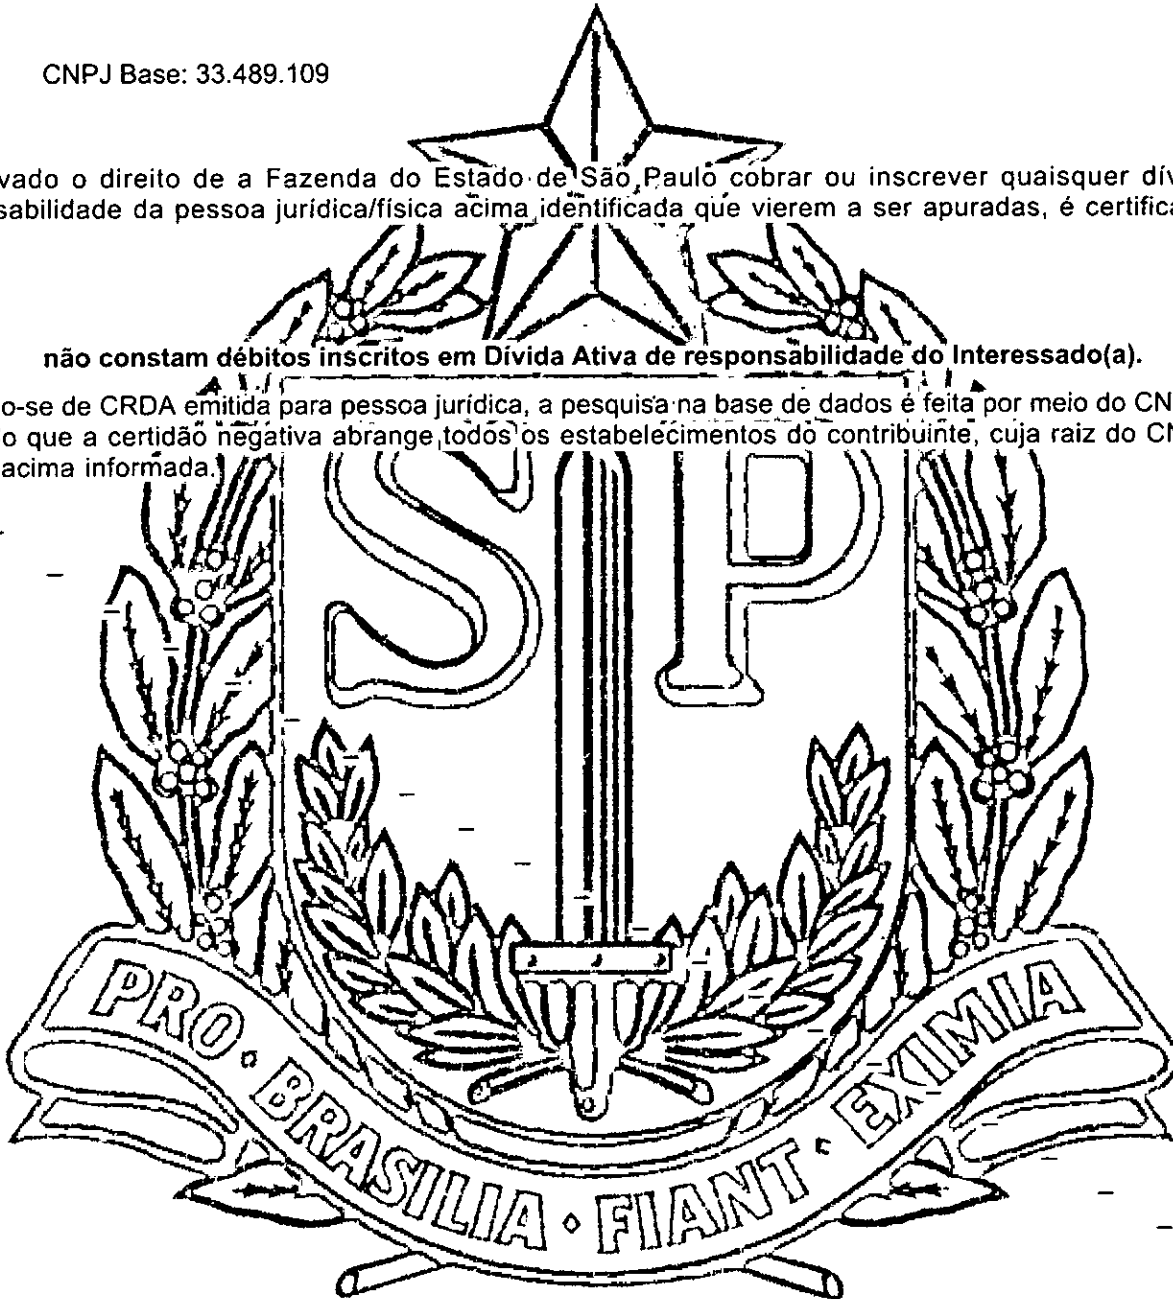 CNPJ Base: 33.489.109
vado o direito de a Fazenda do Estado de São Paulo cobrar ou inscrever quaisquer dív
sabilidade da pessoa jurídica/física acima identificada que vierem a ser apuradas, é certifica
não constam débitos inscritos em Dívida Ativa de responsabilidade do Interessado(a).
o-se de CRDA emitida para pessoa jurídica, a pesquisa na base de dados é feita por meio do CN
o que a certidão negativa abrange todos os estabelecimentos do contribuinte, cuja raiz do CN
acima informada.
SP
PRO • BRASILIA • FIANT • EXIMIA